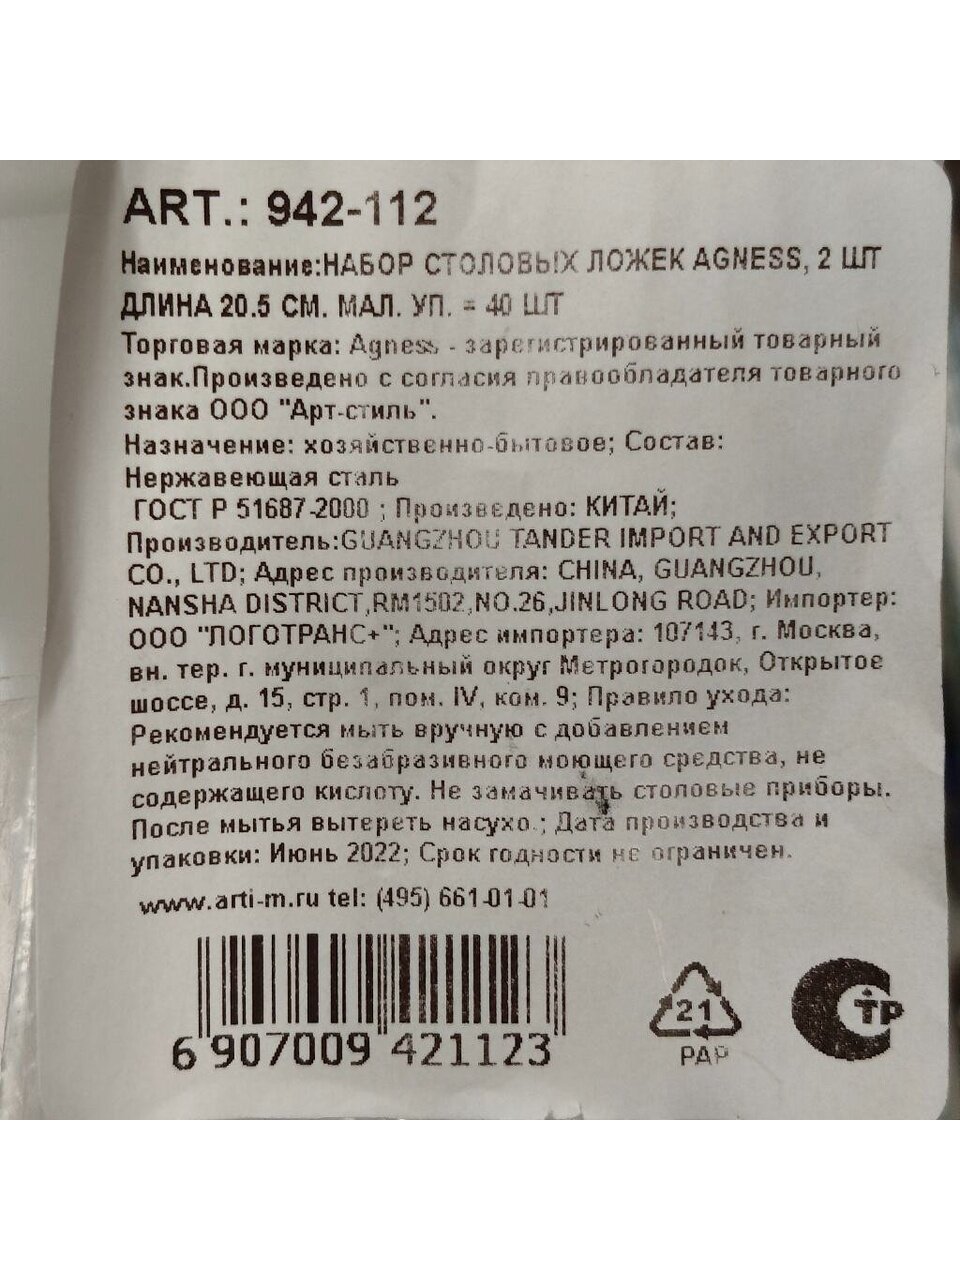 ART.: 942-112
Наименование:НАБОР СТОЛОВЫХ ЛОЖЕК AGNESS, 2 ШТ
ДЛИНА 20.5 СМ. МАЛ. УП. = 40 ШТ
Торговая марка: Agness - зарегистрированный товарный
знак.Произведено с согласия правообладателя товарного
знака ООО "Арт-стиль".
Назначение: хозяйственно-бытовое; Состав:
Нержавеющая сталь
ГОСТ Р 51687-2000 ; Произведено: КИТАЙ;
Производитель:GUANGZHOU TANDER IMPORT AND EXPORT
CO., LTD; Адрес производителя: CHINA, GUANGZHOU,
NANSHA DISTRICT,RM1502,NO.26,JINLONG ROAD; Импортер:
ООО "ЛОГОТРАНС+"; Адрес импортера: 107143, г. Москва,
вн. тер. г. муниципальный округ Метрогородок, Открытое
шоссе, д. 15, стр. 1, пом. IV, ком. 9; Правило ухода:
Рекомендуется мыть вручную с добавлением
нейтрального безабразивного моющего средства, не
содержащего кислоту. Не замачивать столовые приборы.
После мытья вытереть насухо.; Дата производства и
упаковки: Июнь 2022; Срок годности не ограничен.
www.arti-m.ru tel: (495) 661-01-01
6 907009 421123
21
PAP
СТР